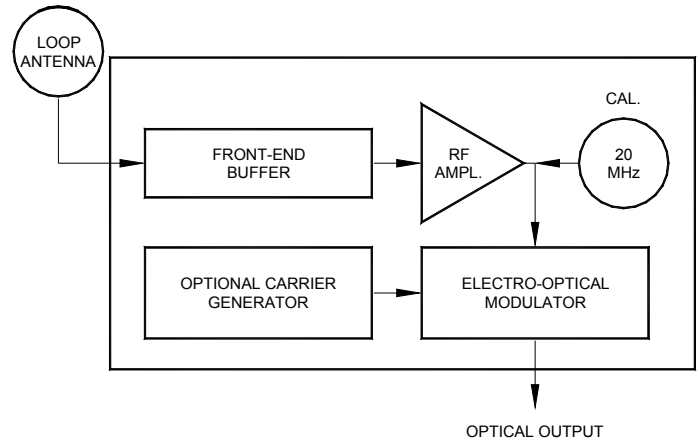 LOOP
ANTENNA
CAL.
FRONT-END
BUFFER
RF
AMPL.
20
MHz
OPTIONAL CARRIER
GENERATOR
ELECTRO-OPTICAL
MODULATOR
OPTICAL OUTPUT